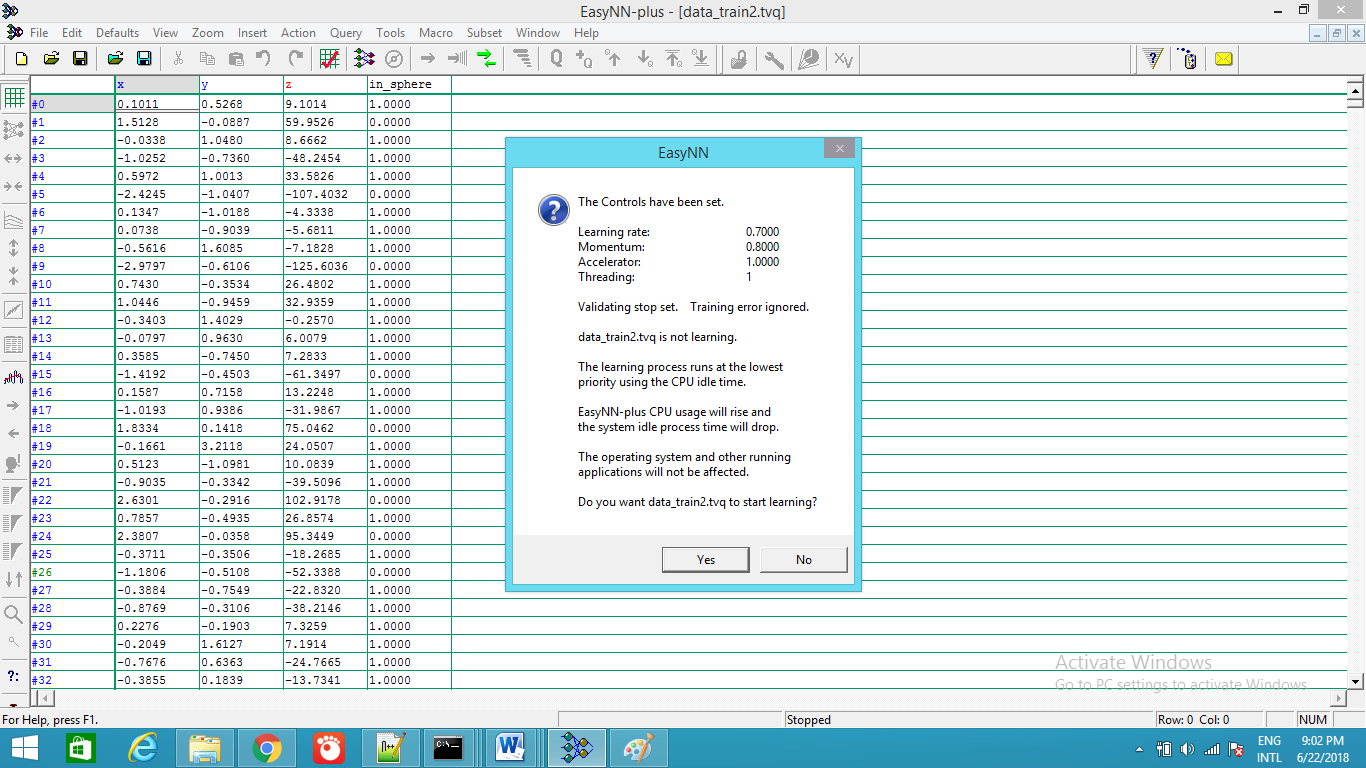 EasyNN-plus - [data_train2.tvq]
File Edit Defaults View Zoom Insert Action Query Tools Macro Subset Window Help
x y z in_sphere
#0 0.1011 0.5268 9.1014 1.0000
#1 1.5128 -0.0887 59.9526 0.0000
#2 -0.0338 1.0480 8.6662 1.0000
#3 -1.0252 -0.7360 -48.2454 1.0000
#4 0.5972 1.0013 33.5826 1.0000
#5 -2.4245 -1.0407 -107.4032 0.0000
#6 0.1347 -1.0188 -4.3338 1.0000
#7 0.0738 -0.9039 -5.6811 1.0000
#8 -0.5616 1.6085 -7.1828 1.0000
#9 -2.9797 -0.6106 -125.6036 0.0000
#10 0.7430 -0.3534 26.4802 1.0000
#11 1.0446 -0.9459 32.9359 1.0000
#12 -0.3403 1.4029 -0.2570 1.0000
#13 -0.0797 0.9630 6.0079 1.0000
#14 0.3585 -0.7450 7.2833 1.0000
#15 -1.4192 -0.4503 -61.3497 0.0000
#16 0.1587 0.7158 13.2248 1.0000
#17 -1.0193 0.9386 -31.9867 1.0000
#18 1.8334 0.1418 75.0462 0.0000
#19 -0.1661 3.2118 24.0507 1.0000
#20 0.5123 -1.0981 10.0839 1.0000
#21 -0.9035 -0.3342 -39.5096 1.0000
#22 2.6301 -0.2916 102.9178 0.0000
#23 0.7857 -0.4935 26.8574 1.0000
#24 2.3807 -0.0358 95.3449 0.0000
#25 -0.3711 -0.3506 -18.2685 1.0000
#26 -1.1806 -0.5108 -52.3388 0.0000
#27 -0.3884 -0.7549 -22.8320 1.0000
#28 -0.8769 -0.3106 -38.2146 1.0000
#29 0.2276 -0.1903 7.3259 1.0000
#30 -0.2049 1.6127 7.1914 1.0000
#31 -0.7676 0.6363 -24.7665 1.0000
#32 -0.3855 0.1839 -13.7341 1.0000
EasyNN
The Controls have been set.
Learning rate: 0.7000
Momentum: 0.8000
Accelerator: 1.0000
Threading: 1
Validating stop set. Training error ignored.
data_train2.tvq is not learning.
The learning process runs at the lowest
priority using the CPU idle time.
EasyNN-plus CPU usage will rise and
the system idle process time will drop.
The operating system and other running
applications will not be affected.
Do you want data_train2.tvq to start learning?
Yes No
Activate Windows
Go to PC settings to activate Windows.
For Help, press F1. Stopped Row: 0 Col: 0 NUM
ENG 9:02 PM
INTL 6/22/2018